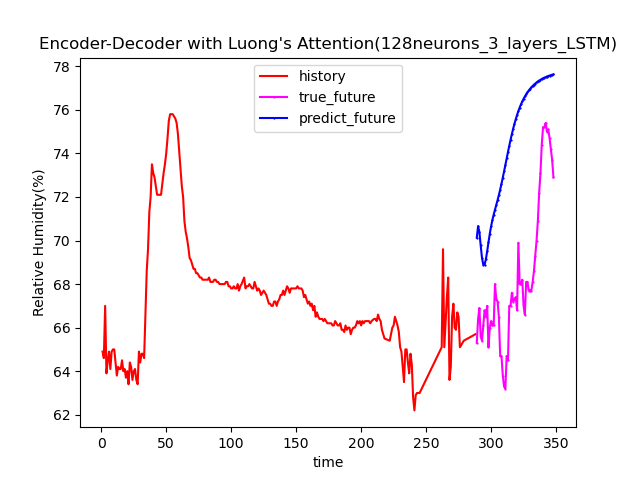 Encoder-Decoder with Luong's Attention(128neurons_3_layers_LSTM)
history
true_future
predict_future
Relative Humidity(%)
78
76
74
72
70
68
66
64
62
0 50 100 150 200 250 300 350
time